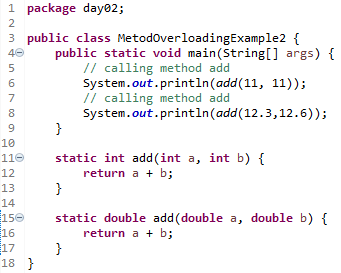 1 package day02;
2
3 public class MetodOverloadingExample2 {
4     public static void main(String[] args) {
5         // calling method add
6         System.out.println(add(11, 11));
7         // calling method add
8         System.out.println(add(12.3,12.6));
9     }
10
11     static int add(int a, int b) {
12         return a + b;
13     }
14
15     static double add(double a, double b) {
16         return a + b;
17     }
18 }